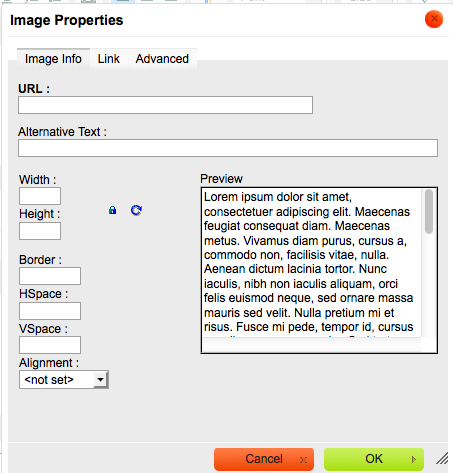 Image Properties
Image Info Link Advanced
URL :
Alternative Text :
Width :
Height :
Border :
HSpace :
VSpace :
Alignment :
<not set>
Preview
Lorem ipsum dolor sit amet,
consectetuer adipiscing elit. Maecenas
feugiat consequat diam. Maecenas
metus. Vivamus diam purus, cursus a,
commodo non, facilisis vitae, nulla.
Aenean dictum lacinia tortor. Nunc
iaculis, nibh non iaculis aliquam, orci
felis euismod neque, sed ornare massa
mauris sed velit. Nulla pretium mi et
risus. Fusce mi pede, tempor id, cursus
Cancel
OK